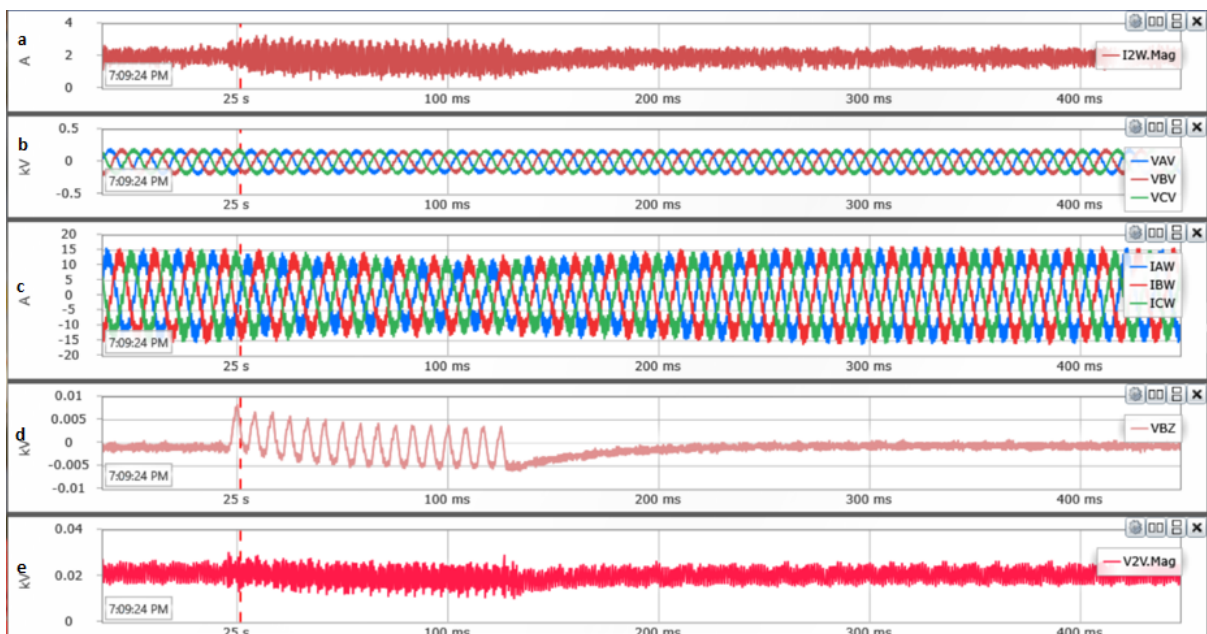 a
4
2
0
A
7:09:24 PM
I2W.Mag
25 s
100 ms
200 ms
300 ms
400 ms
b
0.5
0
-0.5
kV
7:09:24 PM
VAV
VBV
VCV
25 s
100 ms
200 ms
300 ms
400 ms
c
20
15
10
5
0
-5
-10
-15
-20
A
7:09:24 PM
IAW
IBW
ICW
25 s
100 ms
200 ms
300 ms
400 ms
d
0.01
0.005
0
-0.005
-0.01
kV
7:09:24 PM
VBZ
25 s
100 ms
200 ms
300 ms
400 ms
e
0.04
0.02
0
kV
7:09:24 PM
V2V.Mag
25 s
100 ms
200 ms
300 ms
400 ms